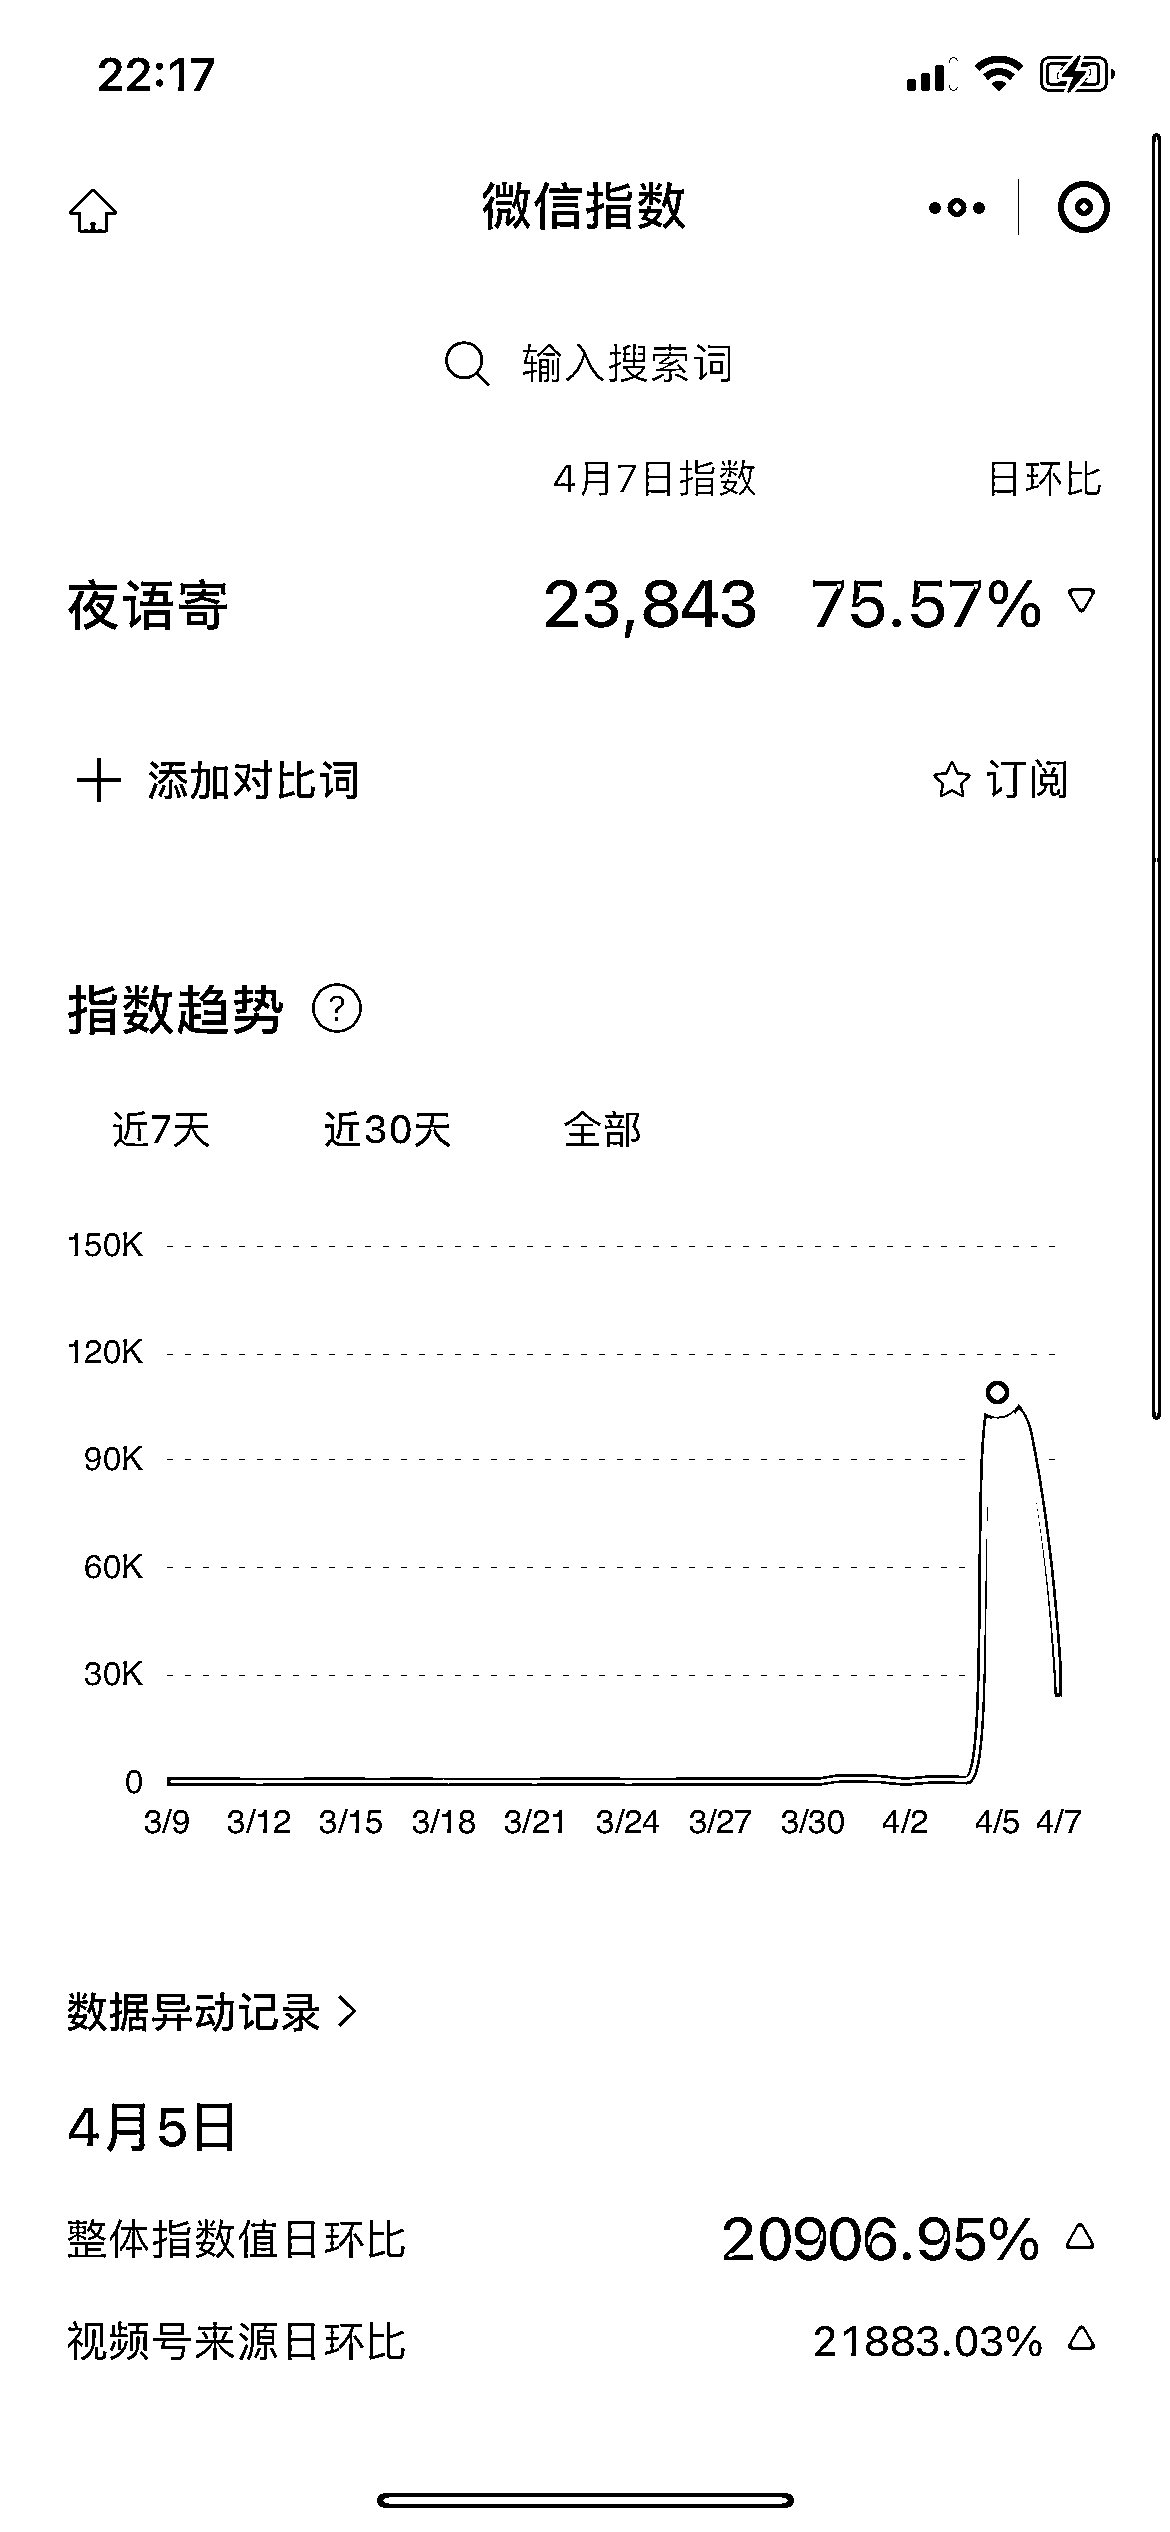 22:17
微信指数
输入搜索词
4月7日指数 日环比
夜语寄 23,843 75.57%
添加对比词 订阅
指数趋势 ?
近7天 近30天 全部
150K
120K
90K
60K
30K
0
3/9 3/12 3/15 3/18 3/21 3/24 3/27 3/30 4/2 4/5 4/7
数据异动记录 >
4月5日
整体指数值日环比 20906.95%
视频号来源日环比 21883.03%